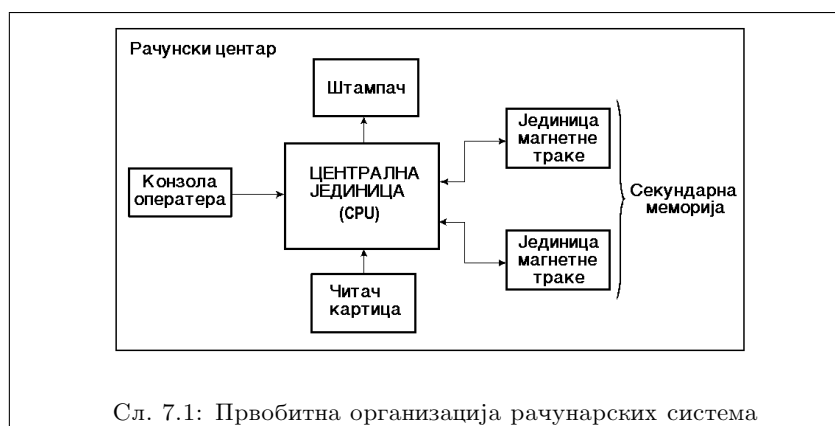 Рачунски центар
Штампач
Конзола
оператера
ЦЕНТРАЛНА
ЈЕДИНИЦА
(CPU)
Читач
картица
Јединица
магнетне
траке
Јединица
магнетне
траке
Секундарна
меморија
Сл. 7.1: Првобитна организација рачунарских система